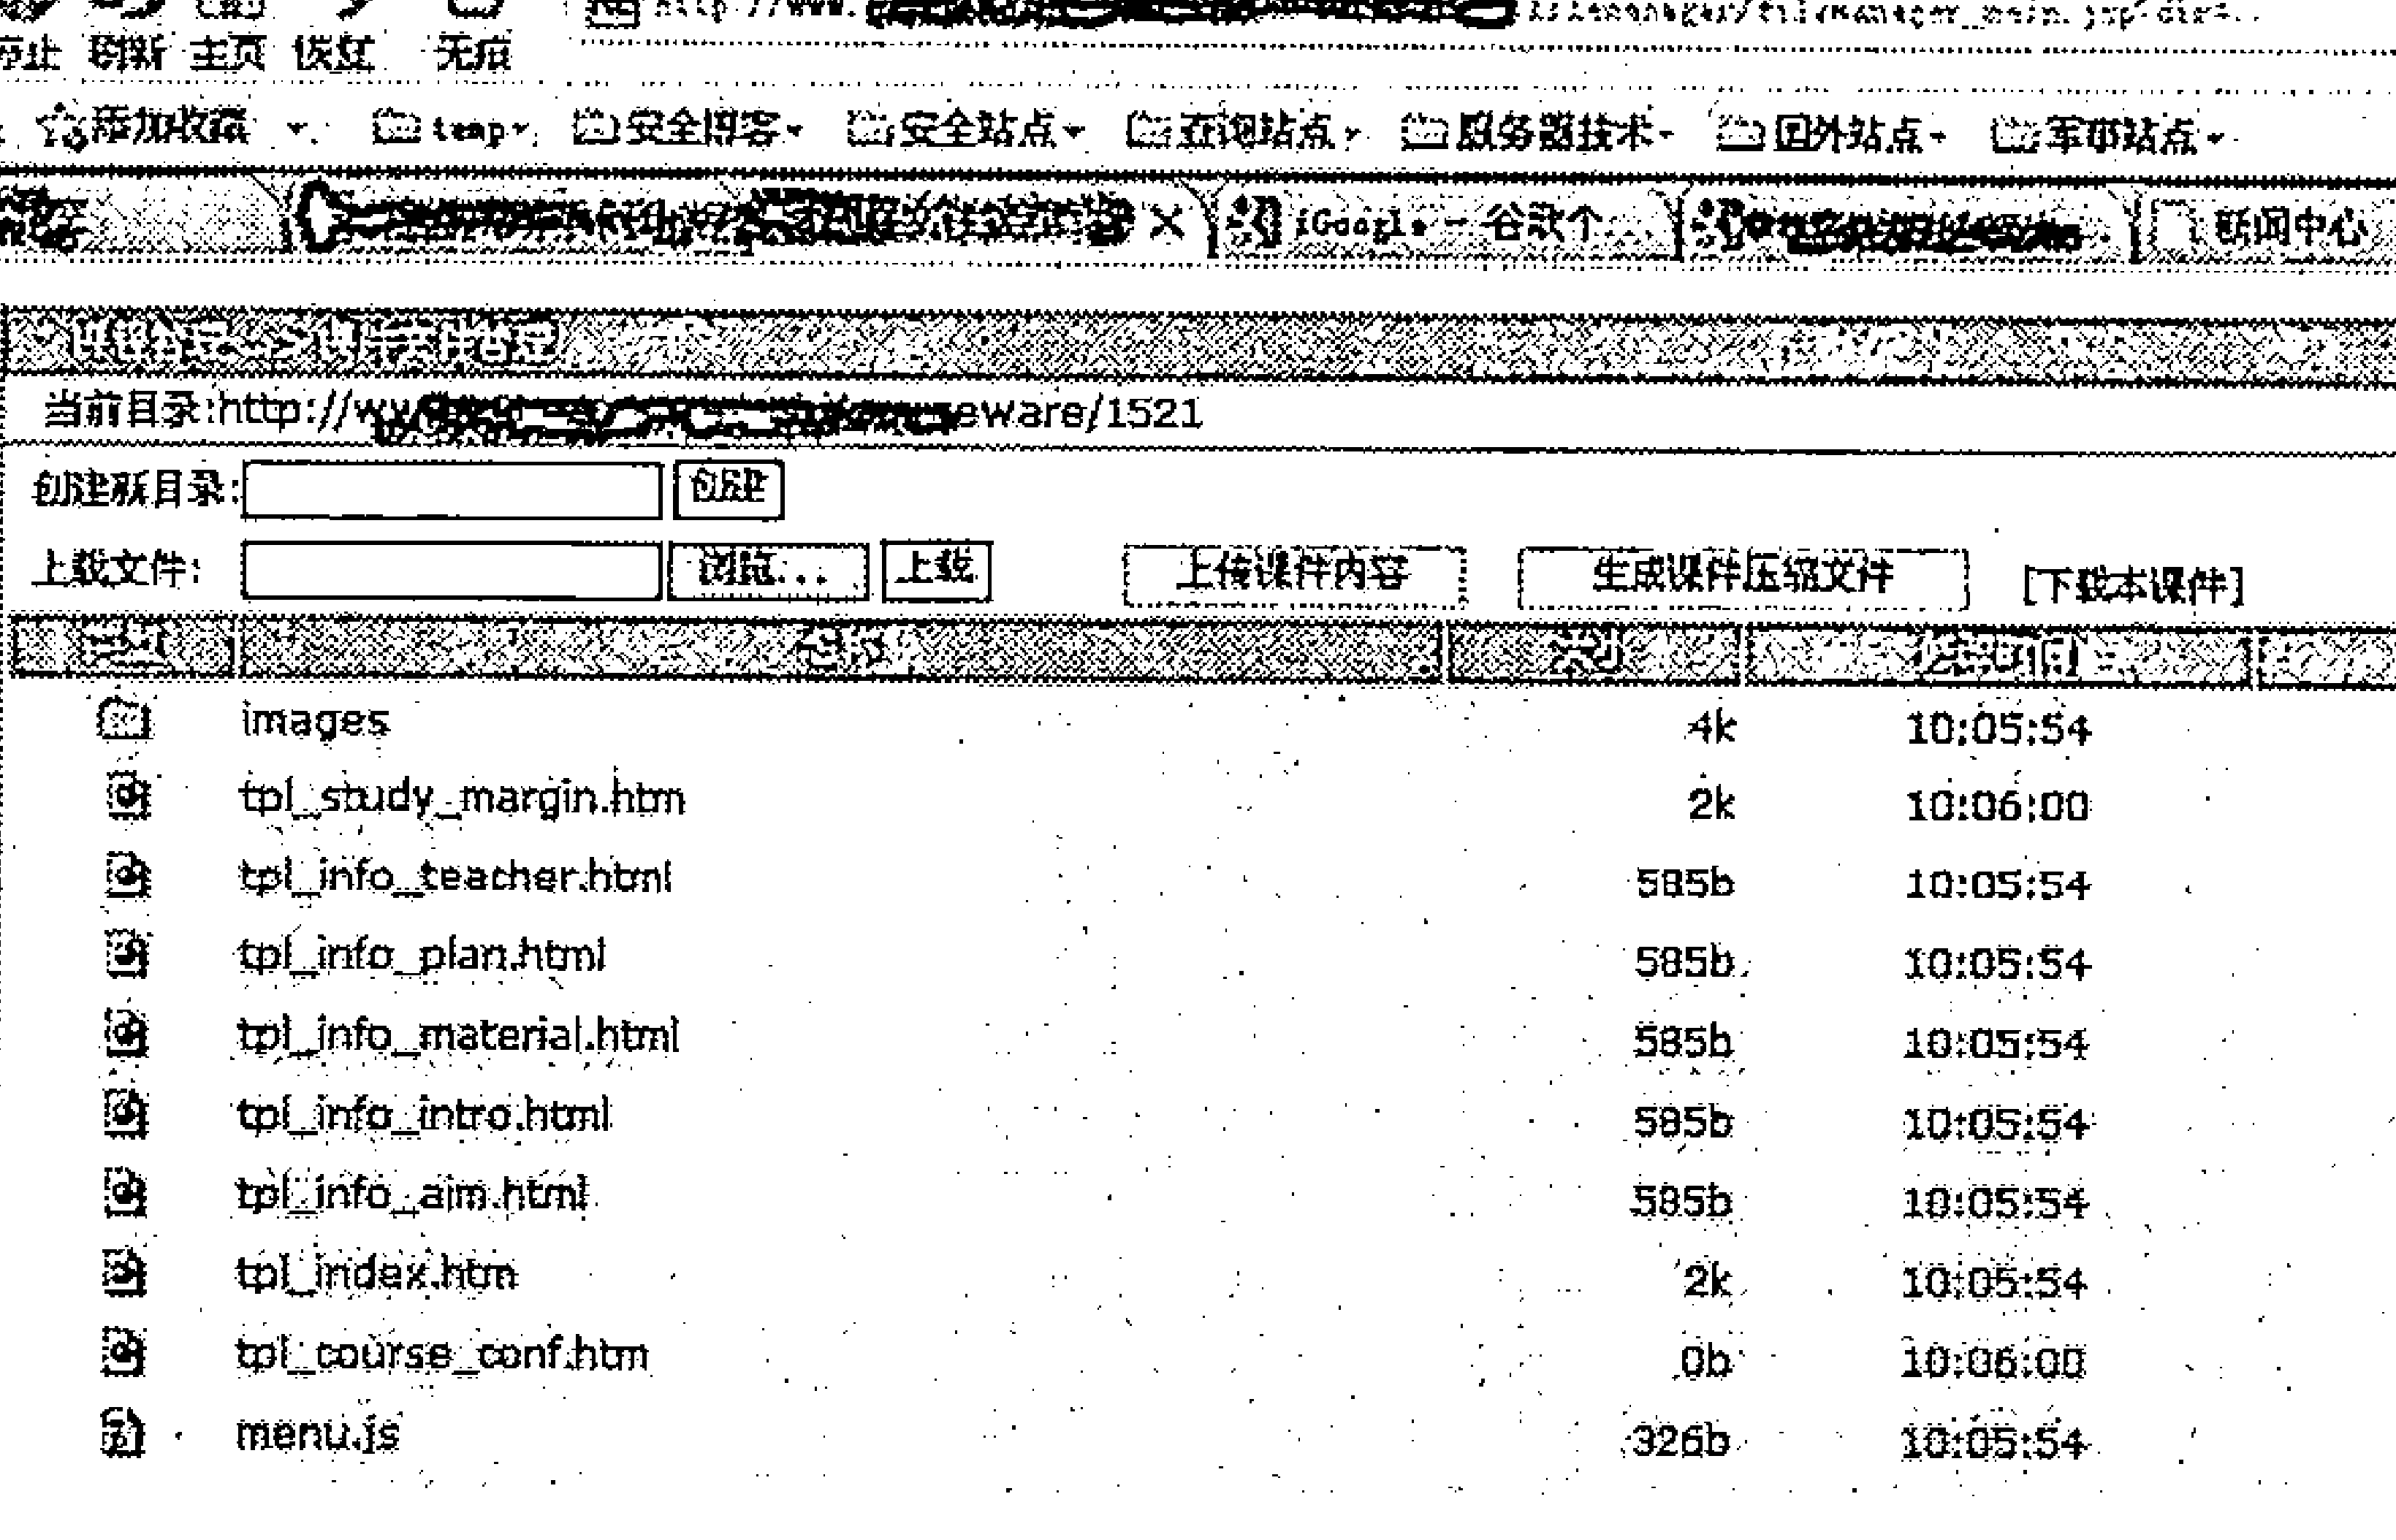 http://www.
停止 刷新 主页 恢复 无痕
添加收藏 temp 安全博客 安全站点 在线站点 服务器技术 国外站点 军事站点
iGoogle - 谷歌个... 新闻中心
当前目录:http://ww eware/1521
创建新目录: 创建
上载文件: 浏览... 上载 上传课件内容 生成课件压缩文件 [下载本课件]
images 4k 10:05:54
tpl_study_margin.htm 2k 10:06:00
tpl_info_teacher.html 585b 10:05:54
tpl_info_plan.html 585b 10:05:54
tpl_info_material.html 585b 10:05:54
tpl_info_intro.html 585b 10:05:54
tpl_info_aim.html 585b 10:05:54
tpl_index.htm 2k 10:05:54
tpl_course_conf.htm 0b 10:06:00
menu.js 326b 10:05:54